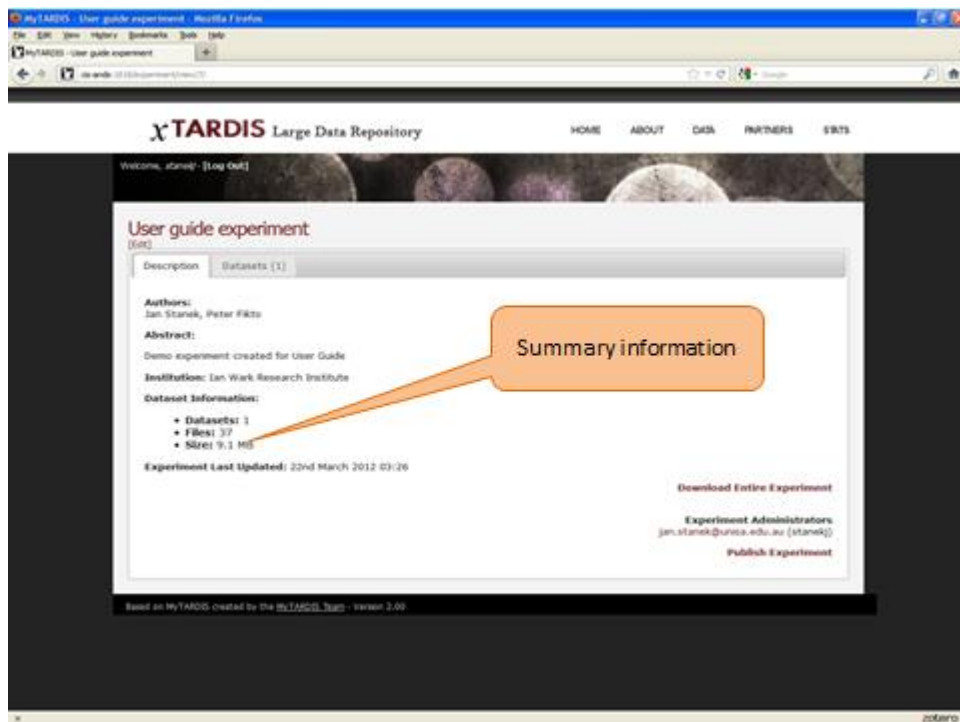 MyTARDIS - User guide experiment - Mozilla Firefox
File Edit View History Bookmarks Tools Help
MyTARDIS - User guide experiment
Google
χTARDIS Large Data Repository
HOME ABOUT DATA PARTNERS STATS
Welcome, stanekj- [Log Out]
User guide experiment
[Edit]
Description Datasets (1)
Authors:
Jan Stanek, Peter Fikto
Abstract:
Demo experiment created for User Guide
Institution: Ian Wark Research Institute
Dataset Information:
• Datasets: 1
• Files: 37
• Size: 9.1 MB
Summary information
Experiment Last Updated: 22nd March 2012 03:26
Download Entire Experiment
Experiment Administrators
jan.stanek@unisa.edu.au (stanekj)
Publish Experiment
Based on MyTARDIS created by the MyTARDIS Team - Version 2.00
zotero